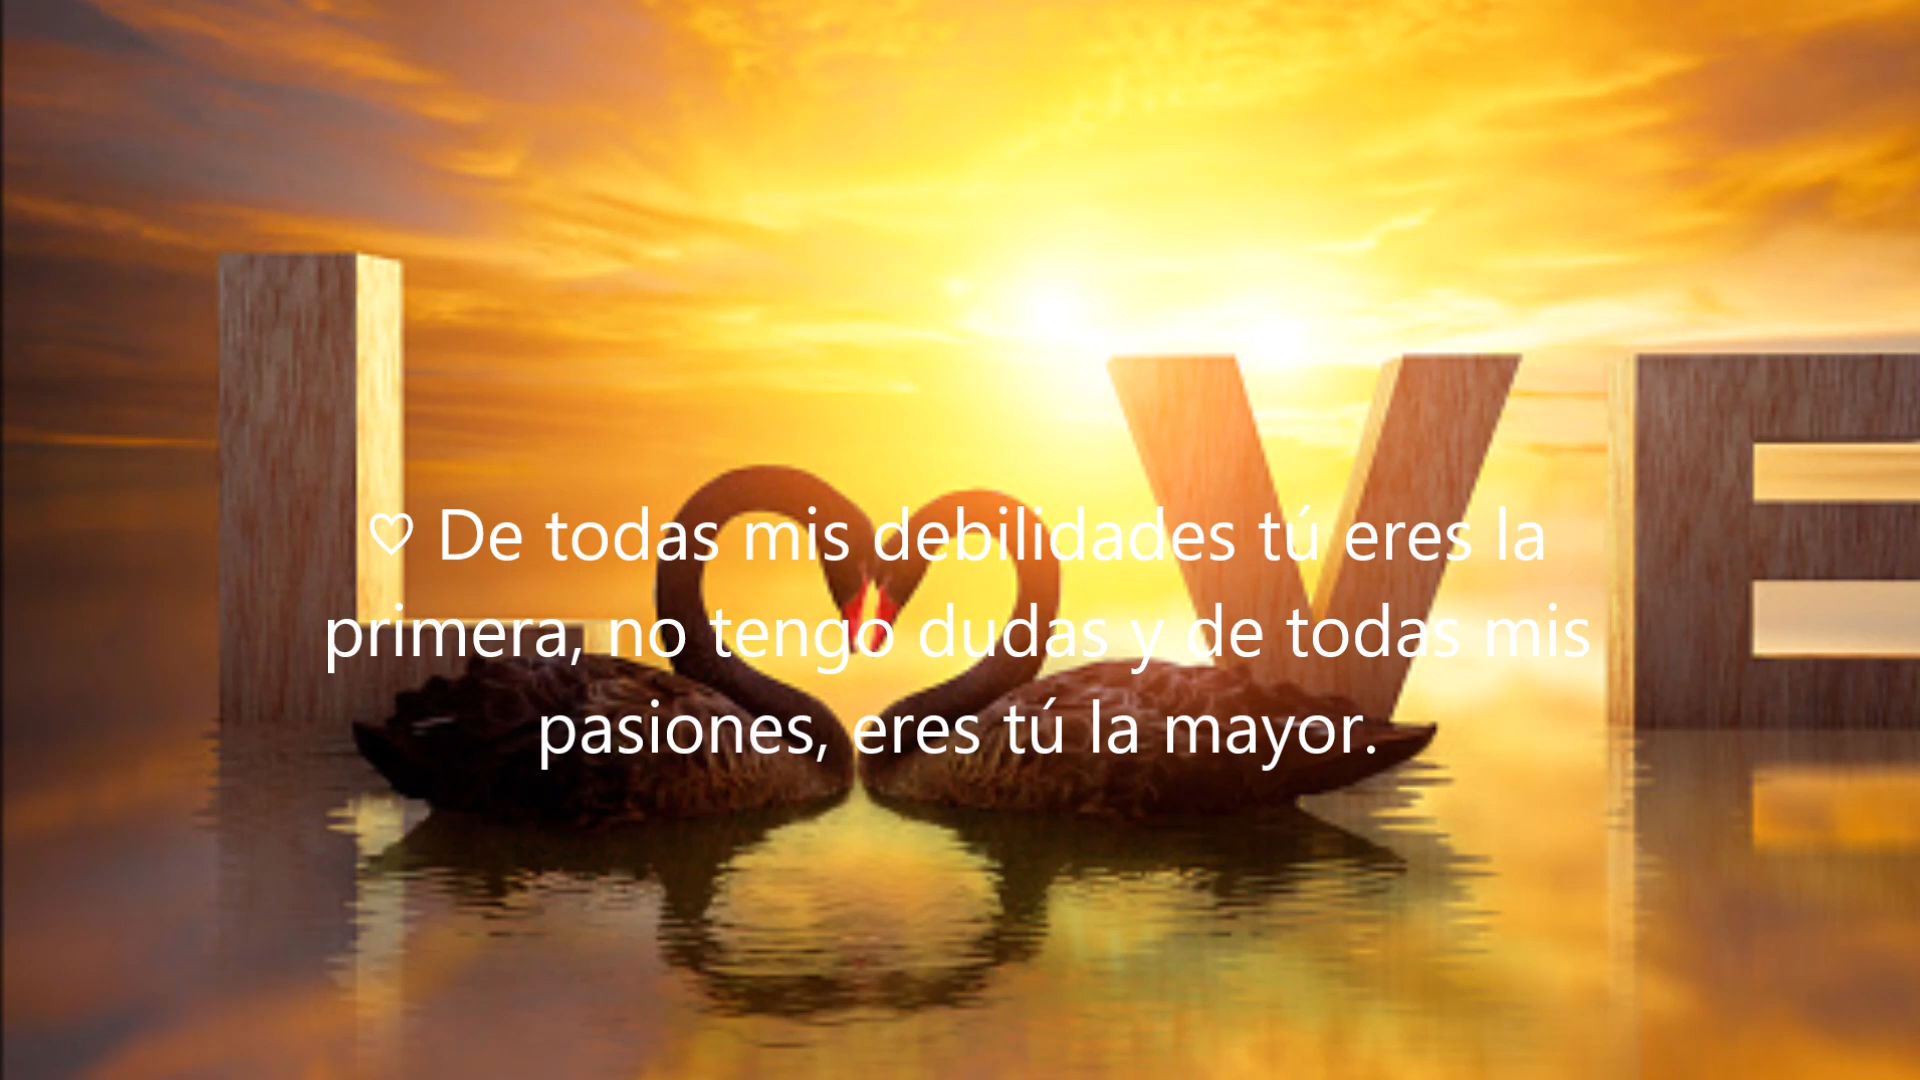 L VE
♡ De todas mis debilidades tú eres la
primera, no tengo dudas y de todas mis
pasiones, eres tú la mayor.